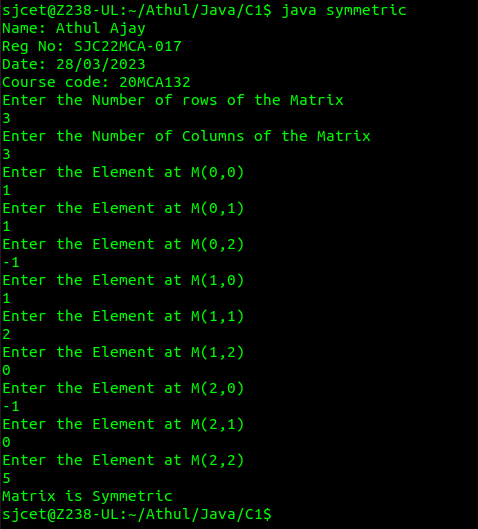 sjcet@Z238-UL:~/Athul/Java/C1$ java symmetric
Name: Athul Ajay
Reg No: SJC22MCA-017
Date: 28/03/2023
Course code: 20MCA132
Enter the Number of rows of the Matrix
3
Enter the Number of Columns of the Matrix
3
Enter the Element at M(0,0)
1
Enter the Element at M(0,1)
1
Enter the Element at M(0,2)
-1
Enter the Element at M(1,0)
1
Enter the Element at M(1,1)
2
Enter the Element at M(1,2)
0
Enter the Element at M(2,0)
-1
Enter the Element at M(2,1)
0
Enter the Element at M(2,2)
5
Matrix is Symmetric
sjcet@Z238-UL:~/Athul/Java/C1$